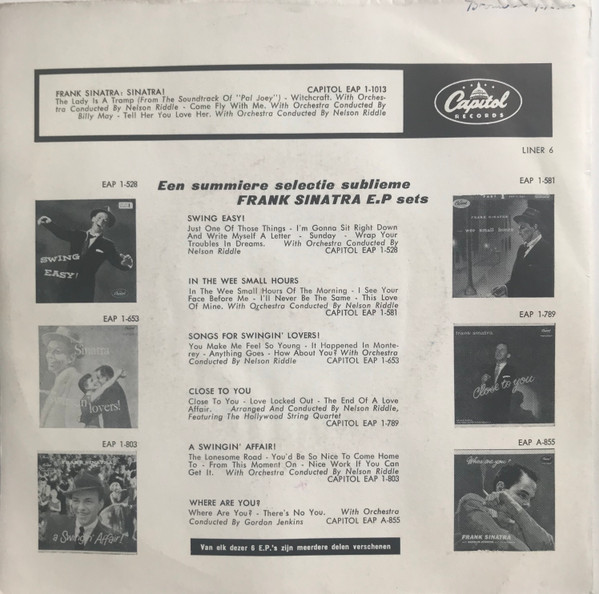 FRANK SINATRA: SINATRA! CAPITOL EAP 1-1013
The Lady Is A Tramp (From The Soundtrack Of "Pal Joey") - Witchcraft. With Orches-
tra Conducted By Nelson Riddle - Come Fly With Me. With Orchestra Conducted By
Billy May - Tell Her You Love Her. With Orchestra Conducted By Nelson Riddle
Capitol
RECORDS
LINER 6
Een summiere selectie sublieme
FRANK SINATRA E.P sets
EAP 1-528
SWING
EASY!
EAP 1-653
Sinatra
lovers!
EAP 1-803
FRANK SINATRA
a Swingin' Affair!
SWING EASY!
Just One Of Those Things - I'm Gonna Sit Right Down
And Write Myself A Letter - Sunday - Wrap Your
Troubles In Dreams. With Orchestra Conducted By
Nelson Riddle CAPITOL EAP 1-528
IN THE WEE SMALL HOURS
In The Wee Small Hours Of The Morning - I See Your
Face Before Me - I'll Never Be The Same - This Love
Of Mine. With Orchestra Conducted By Nelson Riddle
CAPITOL EAP 1-581
SONGS FOR SWINGIN' LOVERS!
You Make Me Feel So Young - It Happened In Monte-
rey - Anything Goes - How About You? With Orchestra
Conducted By Nelson Riddle CAPITOL EAP 1-653
CLOSE TO YOU
Close To You - Love Locked Out - The End Of A Love
Affair. Arranged And Conducted By Nelson Riddle,
Featuring The Hallywood String Quartet
CAPITOL EAP 1-789
A SWINGIN' AFFAIR!
The Lonesome Road - You'd Be So Nice To Come Home
To - From This Moment On - Nice Work If You Can
Get It. With Orchestra Conducted By Nelson Riddle
CAPITOL EAP 1-803
WHERE ARE YOU?
Where Are You? - There's No You. With Orchestra
Conducted By Gordon Jenkins CAPITOL EAP A-855
Van elk dezer 6 E.P.'s zijn meerdere delen verschenen
EAP 1-581
FRANK SINATRA
wee small hours
EAP 1-789
frank sinatra
Close to you
EAP A-855
Where are you?
FRANK SINATRA